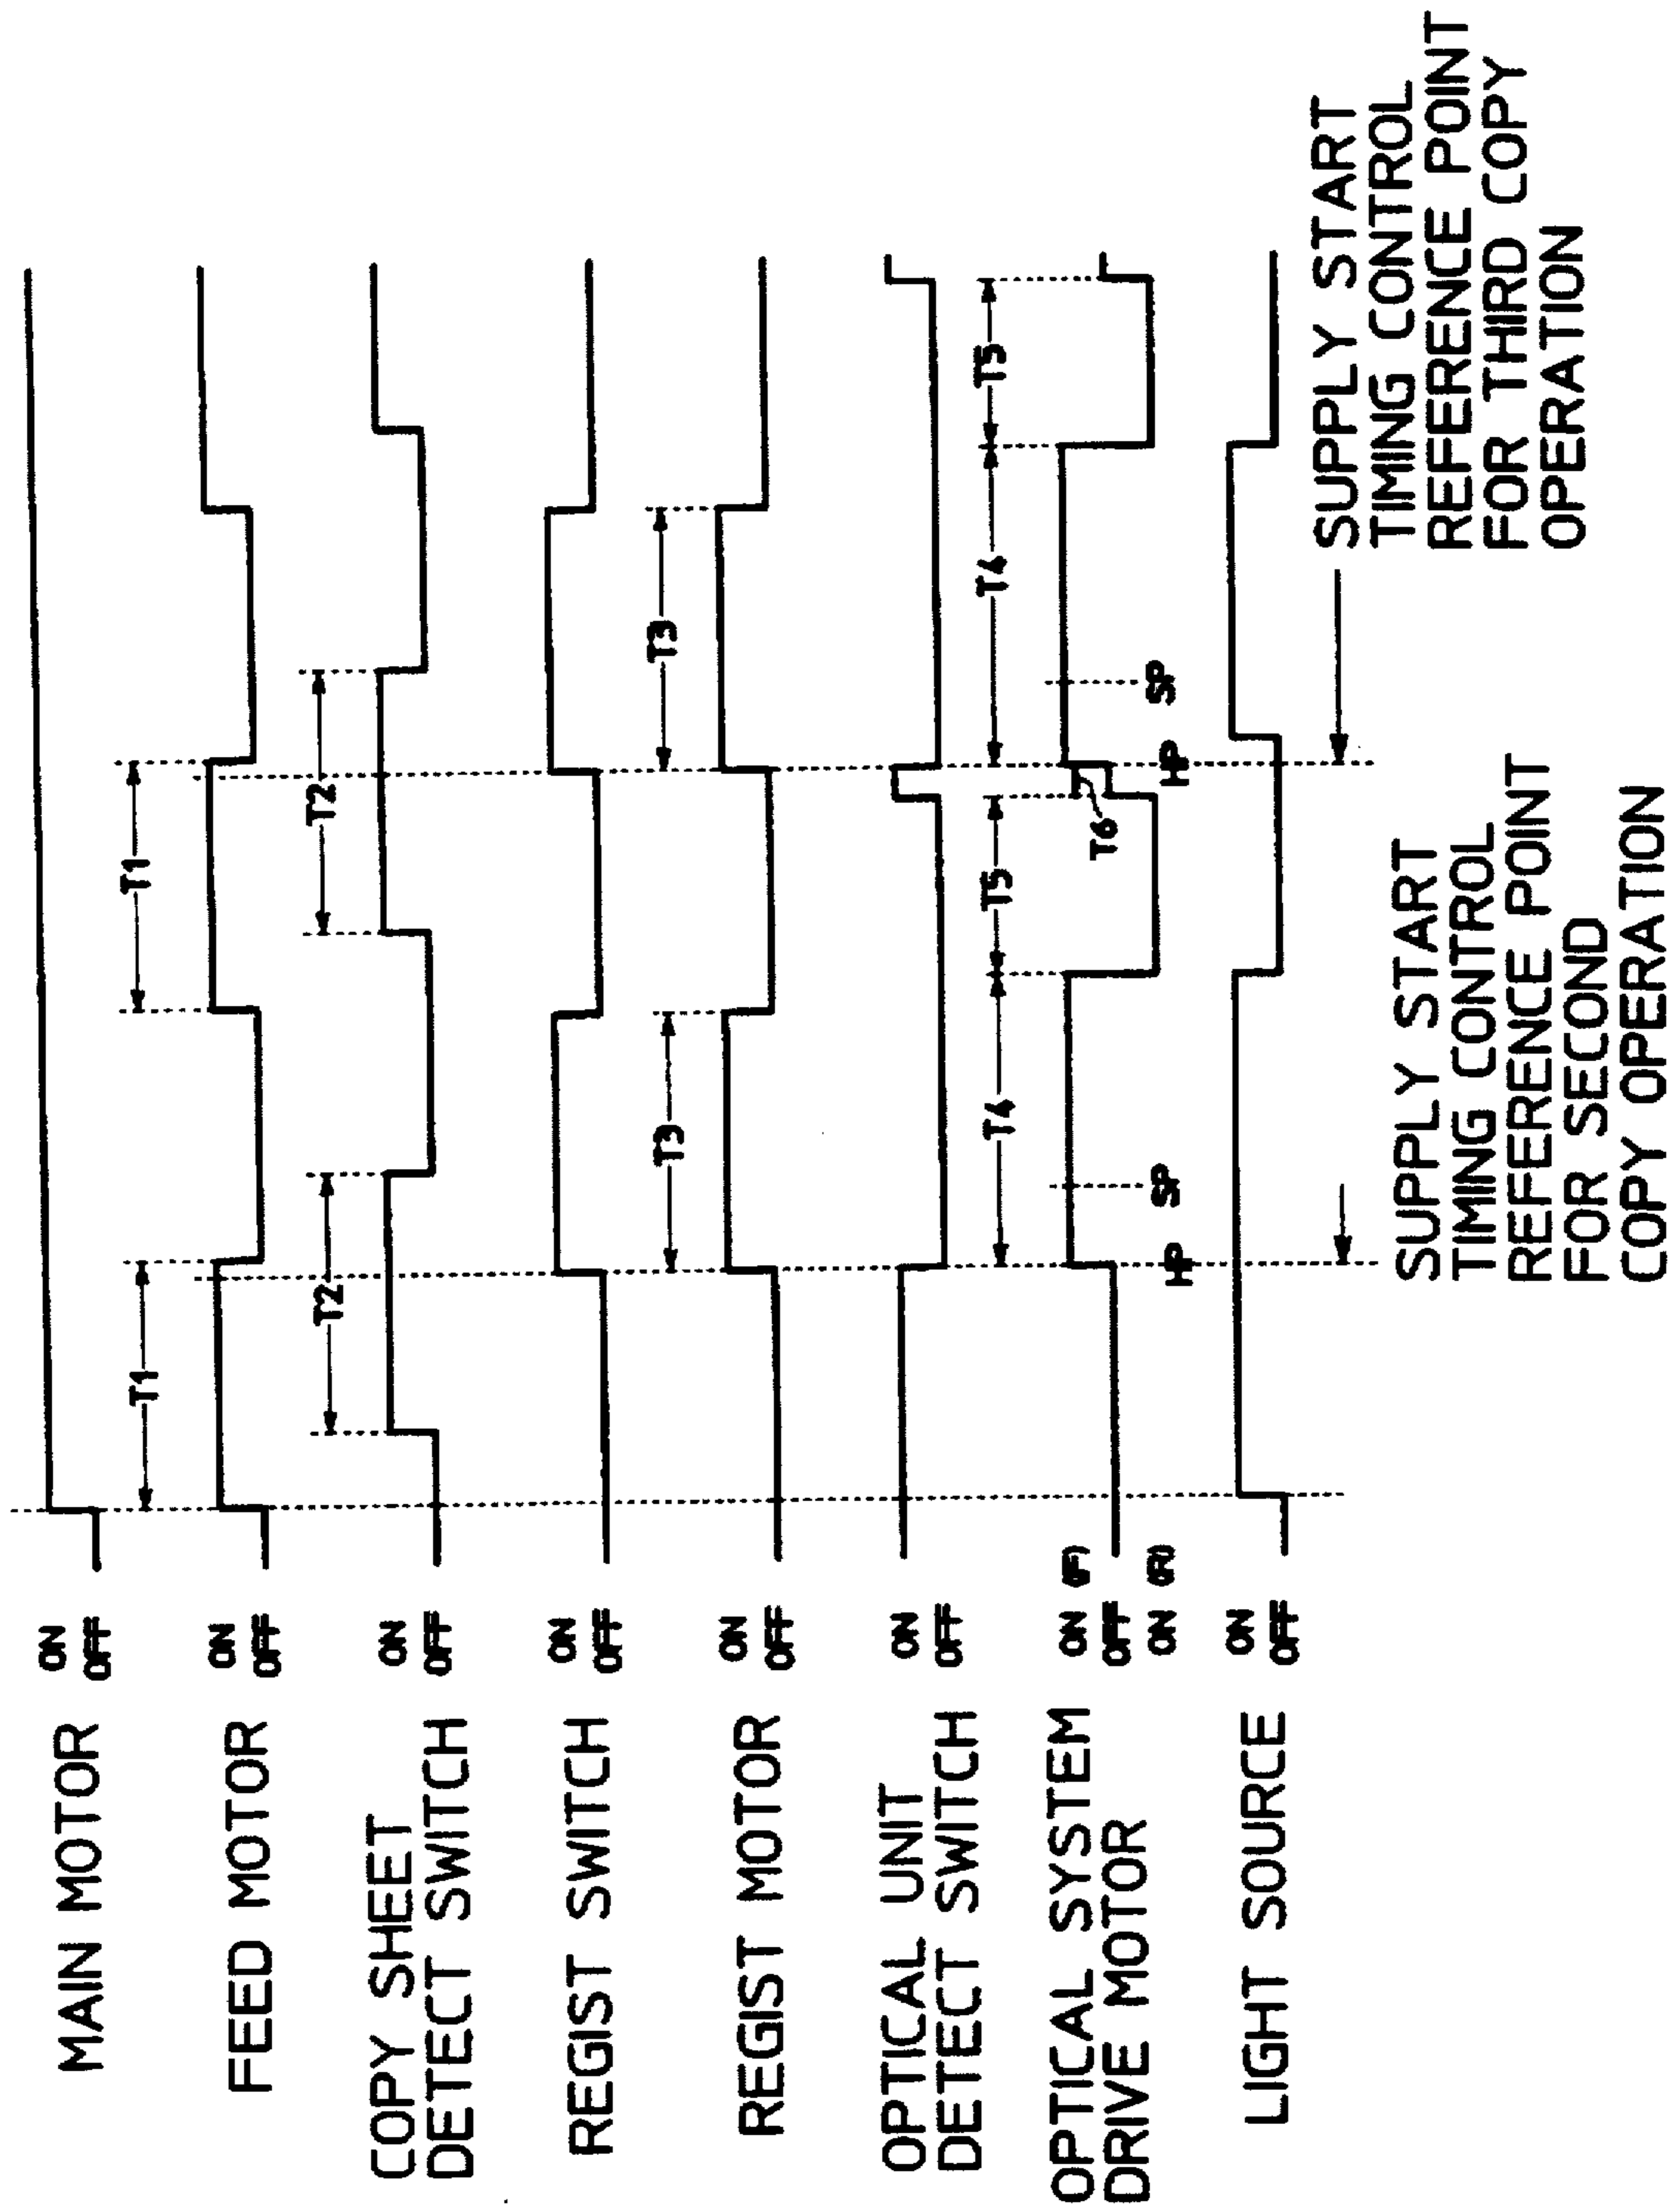 MAIN MOTOR
ON
OFF
T1
T1
FEED MOTOR
ON
OFF
T2
T2
COPY SHEET
DETECT SWITCH
ON
OFF
REGIST SWITCH
ON
OFF
T3
T3
REGIST MOTOR
ON
OFF
OPTICAL UNIT
DETECT SWITCH
ON
OFF
T4
T5
T4
T5
OPTICAL SYSTEM
DRIVE MOTOR
ON (F)
OFF
ON (R)
T6
HP
SP
HP
SP
LIGHT SOURCE
ON
OFF
SUPPLY START
TIMING CONTROL
REFFERENCE POINT
FOR SECOND
COPY OPERATION
SUPPLY START
TIMING CONTROL
REFFERENCE POINT
FOR THIRD COPY
OPERATION